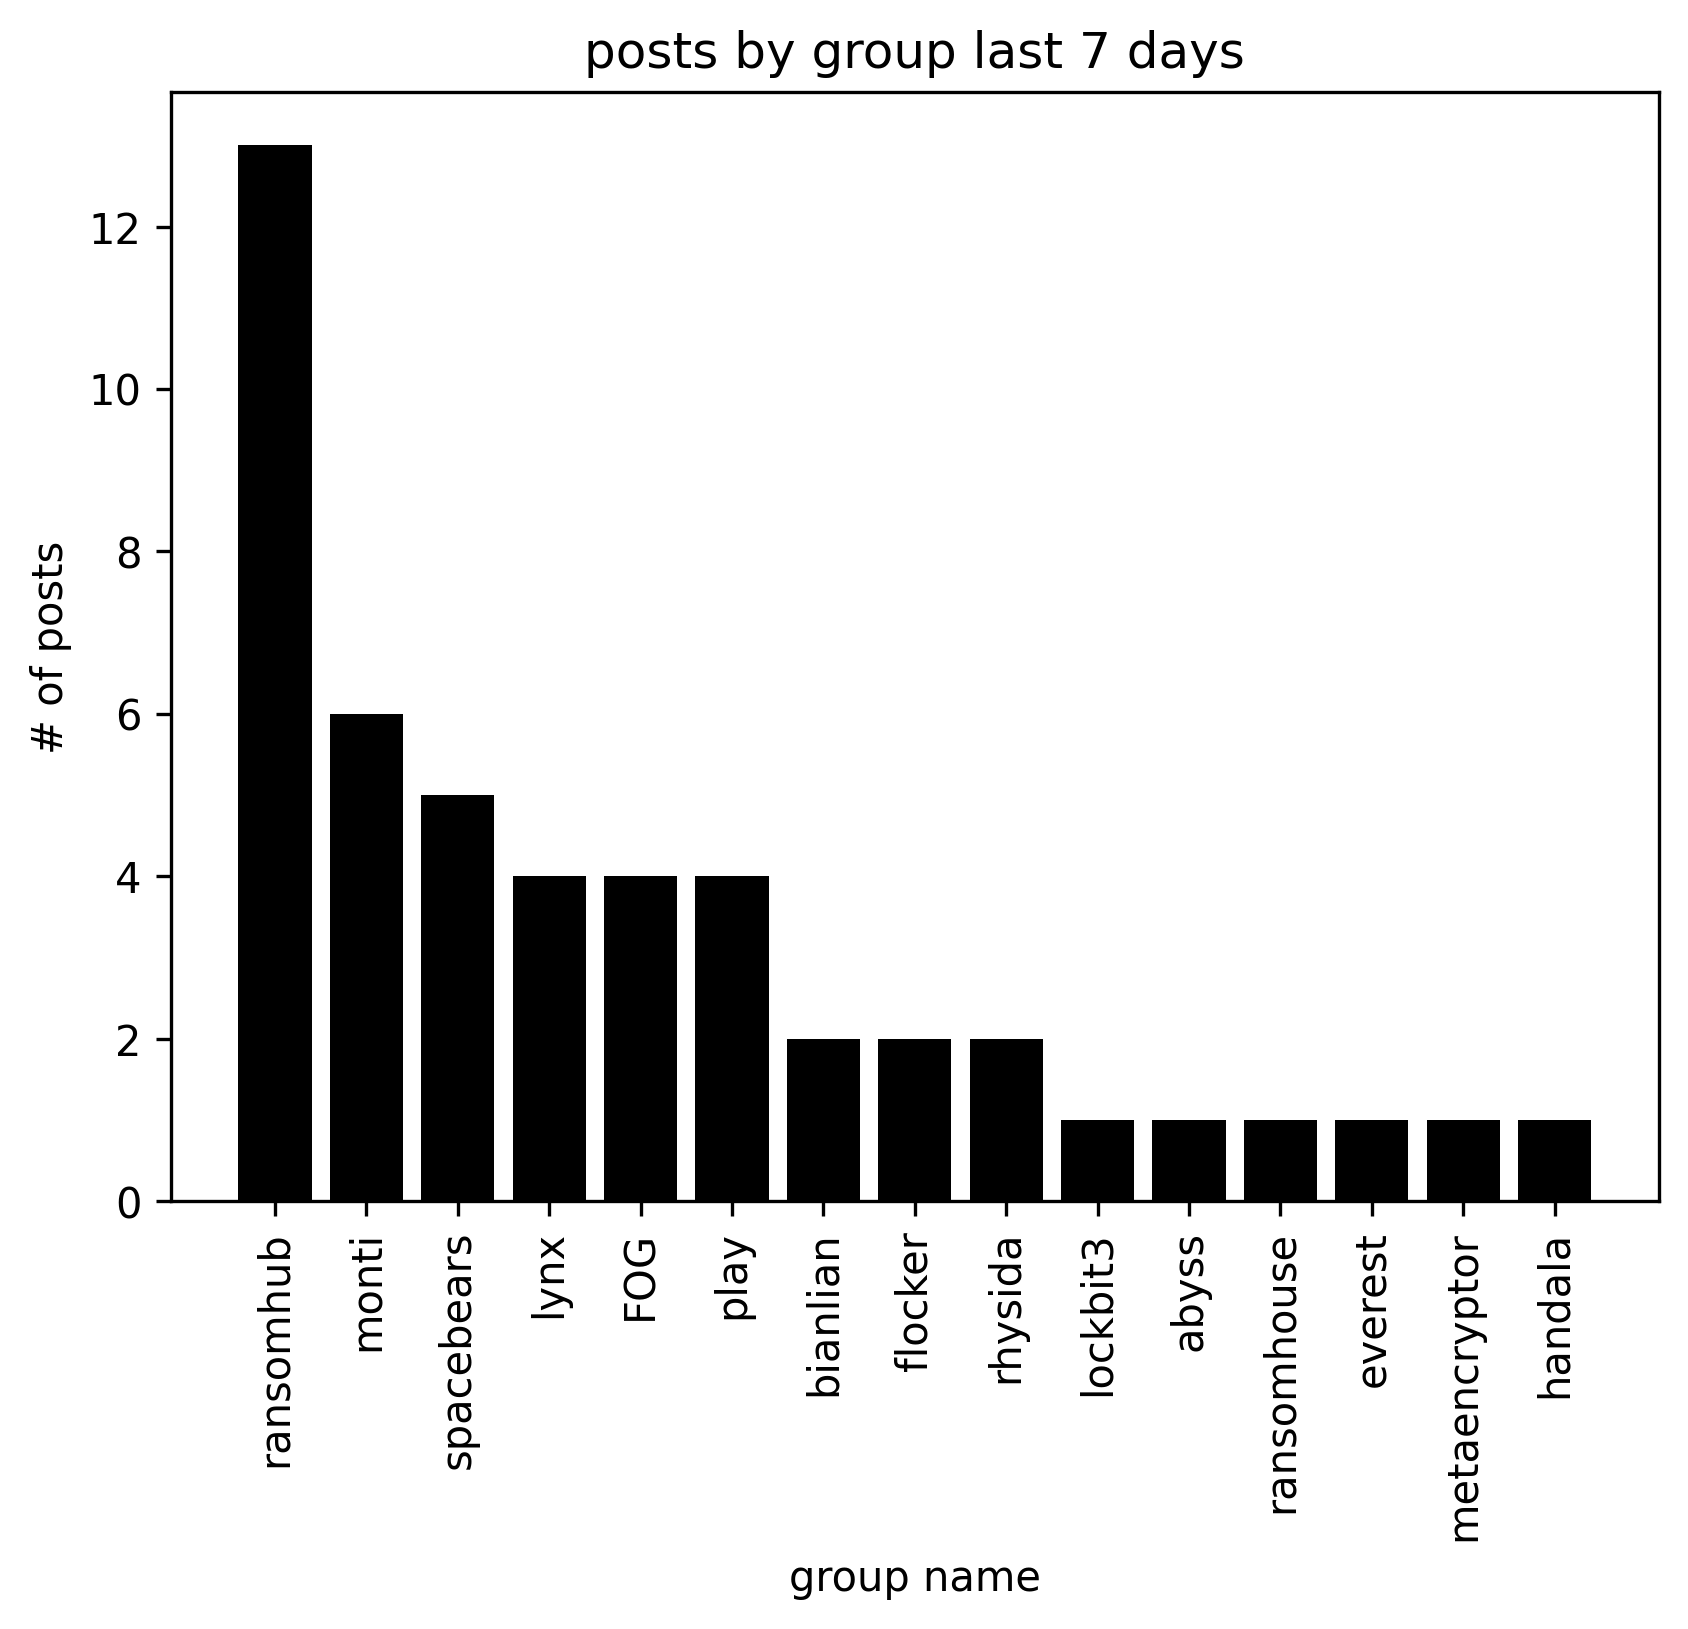 posts by group last 7 days
# of posts
12
10
8
6
4
2
0
ransomhub
monti
spacebears
lynx
FOG
play
bianlian
flocker
rhysida
lockbit3
abyss
ransomhouse
everest
metaencryptor
handala
group name